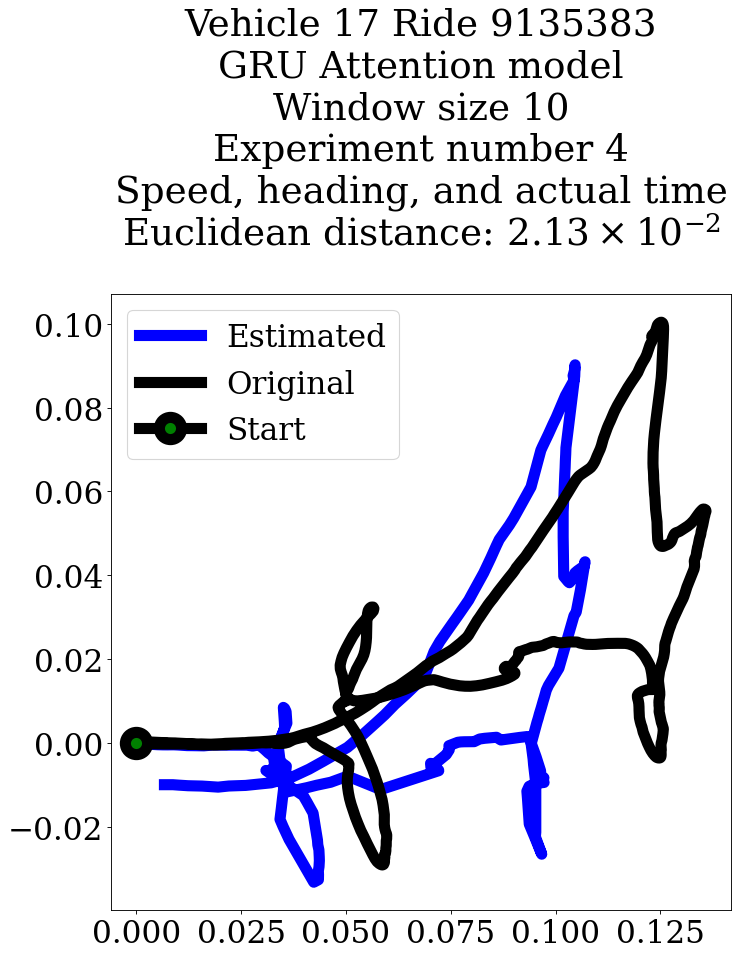 Vehicle 17 Ride 9135383
GRU Attention model
Window size 10
Experiment number 4
Speed, heading, and actual time
Euclidean distance: 2.13 × 10⁻²
Estimated
Original
Start
0.10
0.08
0.06
0.04
0.02
0.00
−0.02
0.000 0.025 0.050 0.075 0.100 0.125